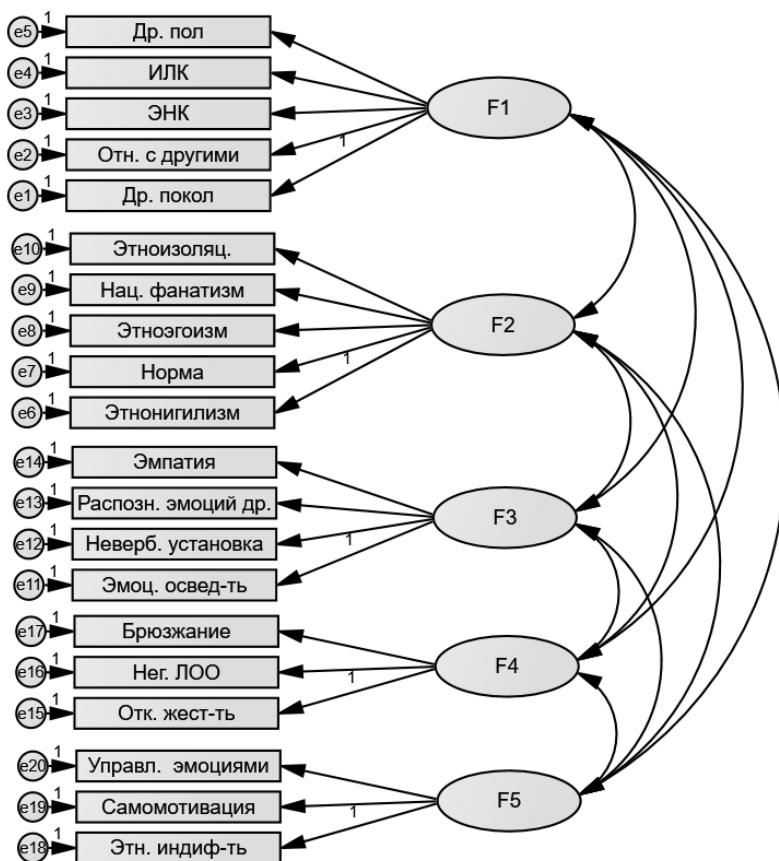 e5 1 Др. пол
e4 1 ИЛК
e3 1 ЭНК
e2 1 Отн. с другими
e1 1 Др. покол
1
F1
e10 1 Этноизоляц.
e9 1 Нац. фанатизм
e8 1 Этноэгоизм
e7 1 Норма
e6 1 Этнонигилизм
1
F2
e14 1 Эмпатия
e13 1 Распозн. эмоций др.
e12 1 Неверб. установка
e11 1 Эмоц. освед-ть
1
F3
e17 1 Брюзжание
e16 1 Нег. ЛОО
e15 1 Отк. жест-ть
1
F4
e20 1 Управл. эмоциями
e19 1 Самомотивация
e18 1 Этн. индиф-ть
1
F5